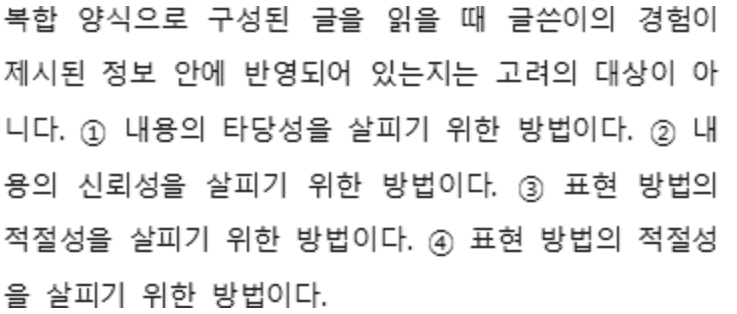 복합 양식으로 구성된 글을 읽을 때 글쓴이의 경험이
제시된 정보 안에 반영되어 있는지는 고려의 대상이 아
니다. ① 내용의 타당성을 살피기 위한 방법이다. ② 내
용의 신뢰성을 살피기 위한 방법이다. ③ 표현 방법의
적절성을 살피기 위한 방법이다. ④ 표현 방법의 적절성
을 살피기 위한 방법이다.